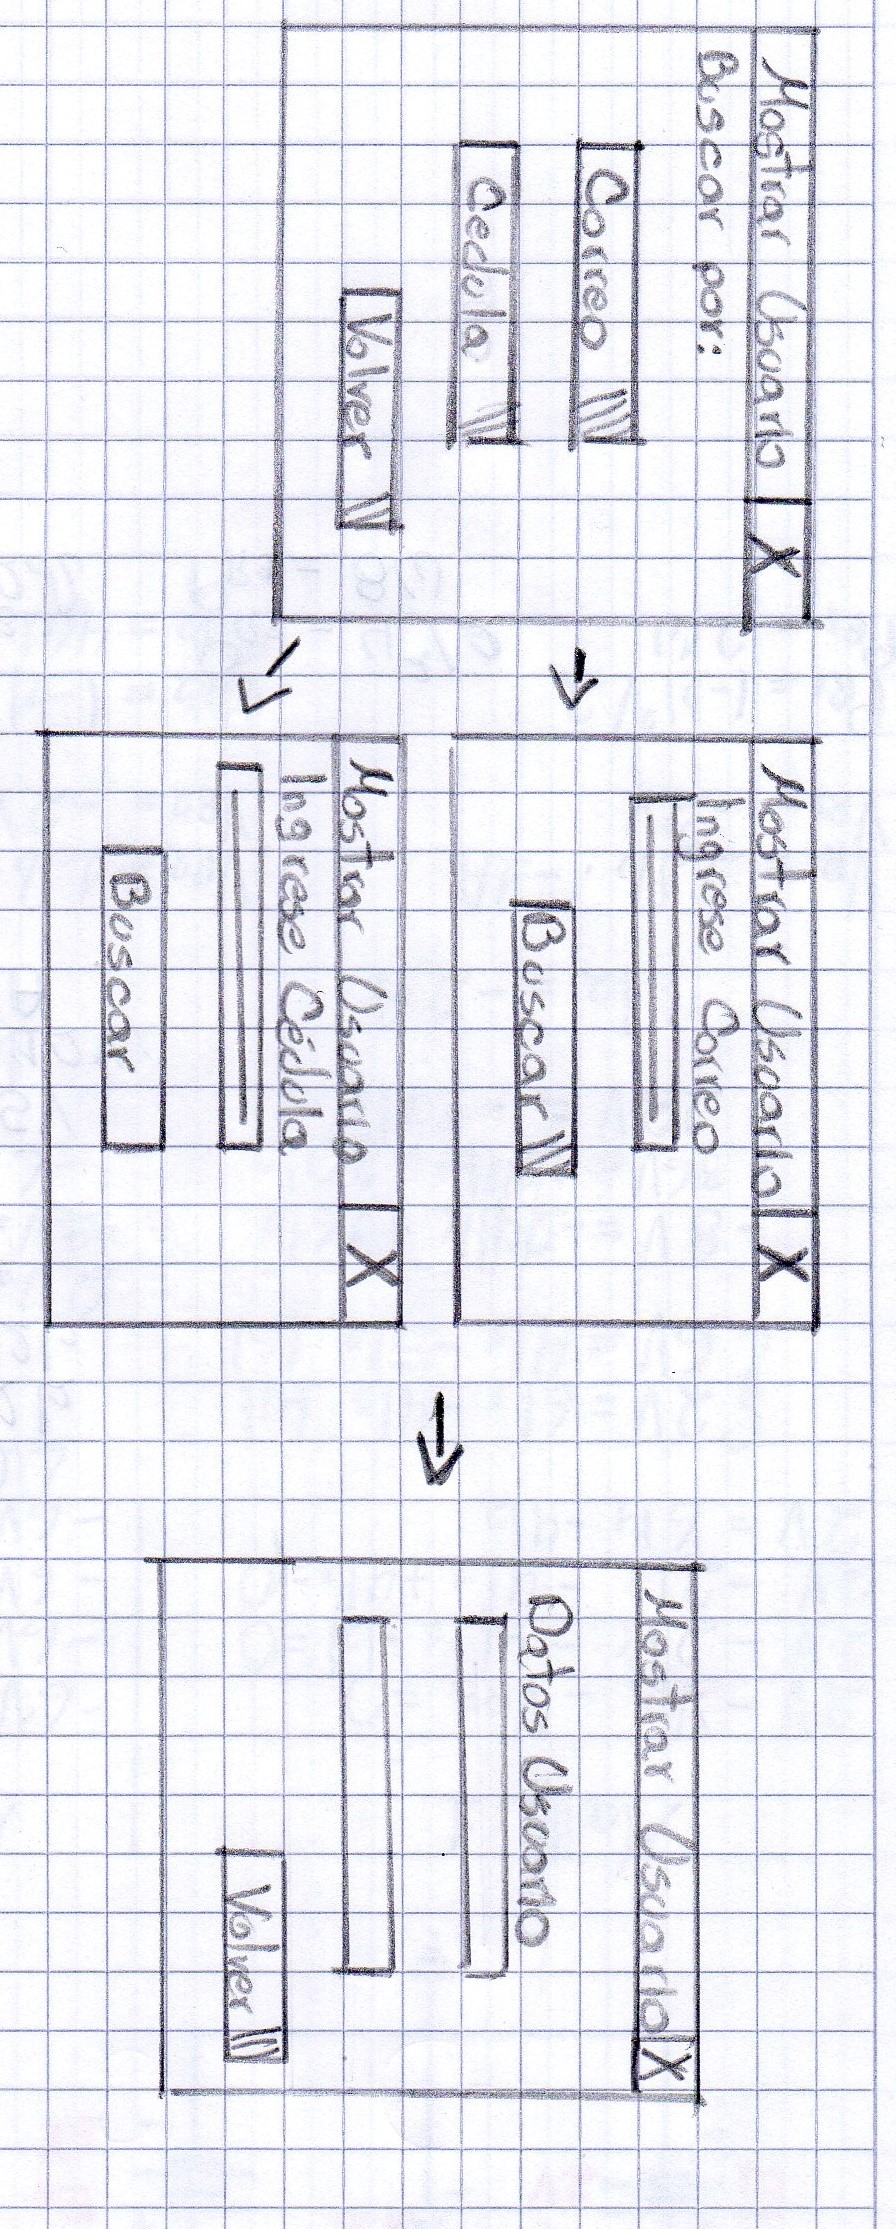 Mostrar Usuario X
Buscar por:
Correo
Cedula
Volver
Mostrar Usuario X
Ingrese Correo
Buscar
Mostrar Usuario X
Ingrese Cédula
Buscar
Mostrar Usuario X
Datos Usuario
Volver